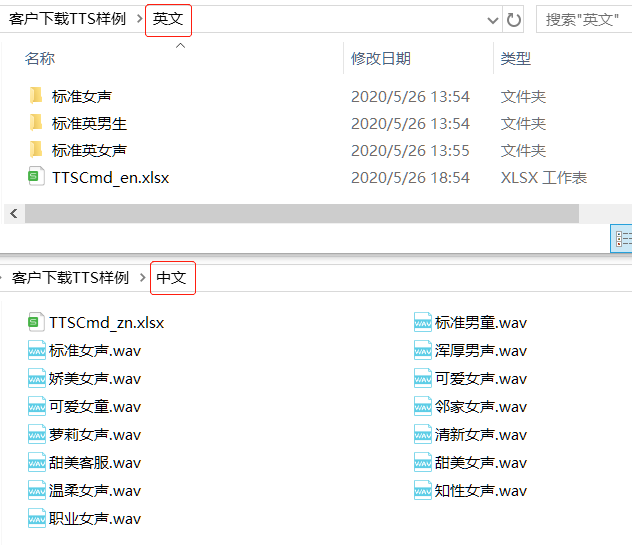 客户下载TTS样例 > 英文 搜索"英文"
名称 修改日期 类型
标准女声 2020/5/26 13:54 文件夹
标准英男生 2020/5/26 13:54 文件夹
标准英女声 2020/5/26 13:55 文件夹
TTSCmd_en.xlsx 2020/5/26 18:54 XLSX 工作表
客户下载TTS样例 > 中文
TTSCmd_zn.xlsx 标准男童.wav
标准女声.wav 浑厚男声.wav
娇美女声.wav 可爱女声.wav
可爱女童.wav 邻家女声.wav
萝莉女声.wav 清新女声.wav
甜美客服.wav 甜美女声.wav
温柔女声.wav 知性女声.wav
职业女声.wav